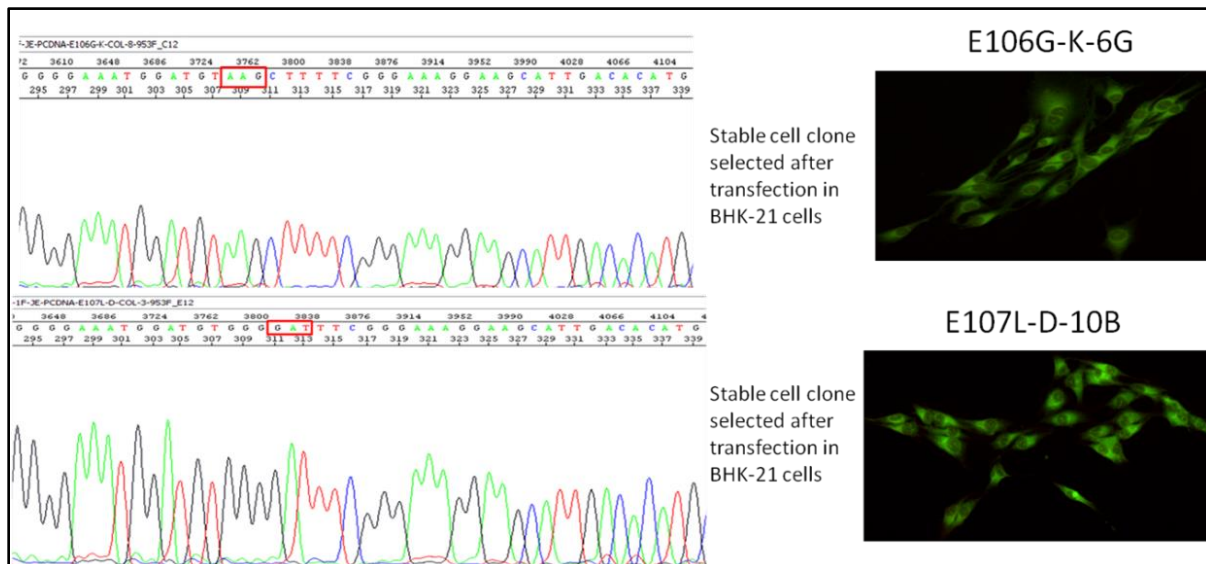 F-JE-PCDNA-E106G-K-COL-8-953F_C12
3610 3648 3686 3724 3762 3800 3838 3876 3914 3952 3990 4028 4066 4104
G G G G A A A T G G A T G T A A G C T T T T C G G G A A A G G A A G C A T T G A C A C A T G
295 297 299 301 303 305 307 309 311 313 315 317 319 321 323 325 327 329 331 333 335 337 339
Stable cell clone
selected after
transfection in
BHK-21 cells
E106G-K-6G
-1F-JE-PCDNA-E107L-D-COL-3-953F_E12
3648 3686 3724 3762 3800 3838 3876 3914 3952 3990 4028 4066 4104
G G G G A A A T G G A T G T G G G G A T T T C G G G A A A G G A A G C A T T G A C A C A T G
295 297 299 301 303 305 307 309 311 313 315 317 319 321 323 325 327 329 331 333 335 337 339
Stable cell clone
selected after
transfection in
BHK-21 cells
E107L-D-10B